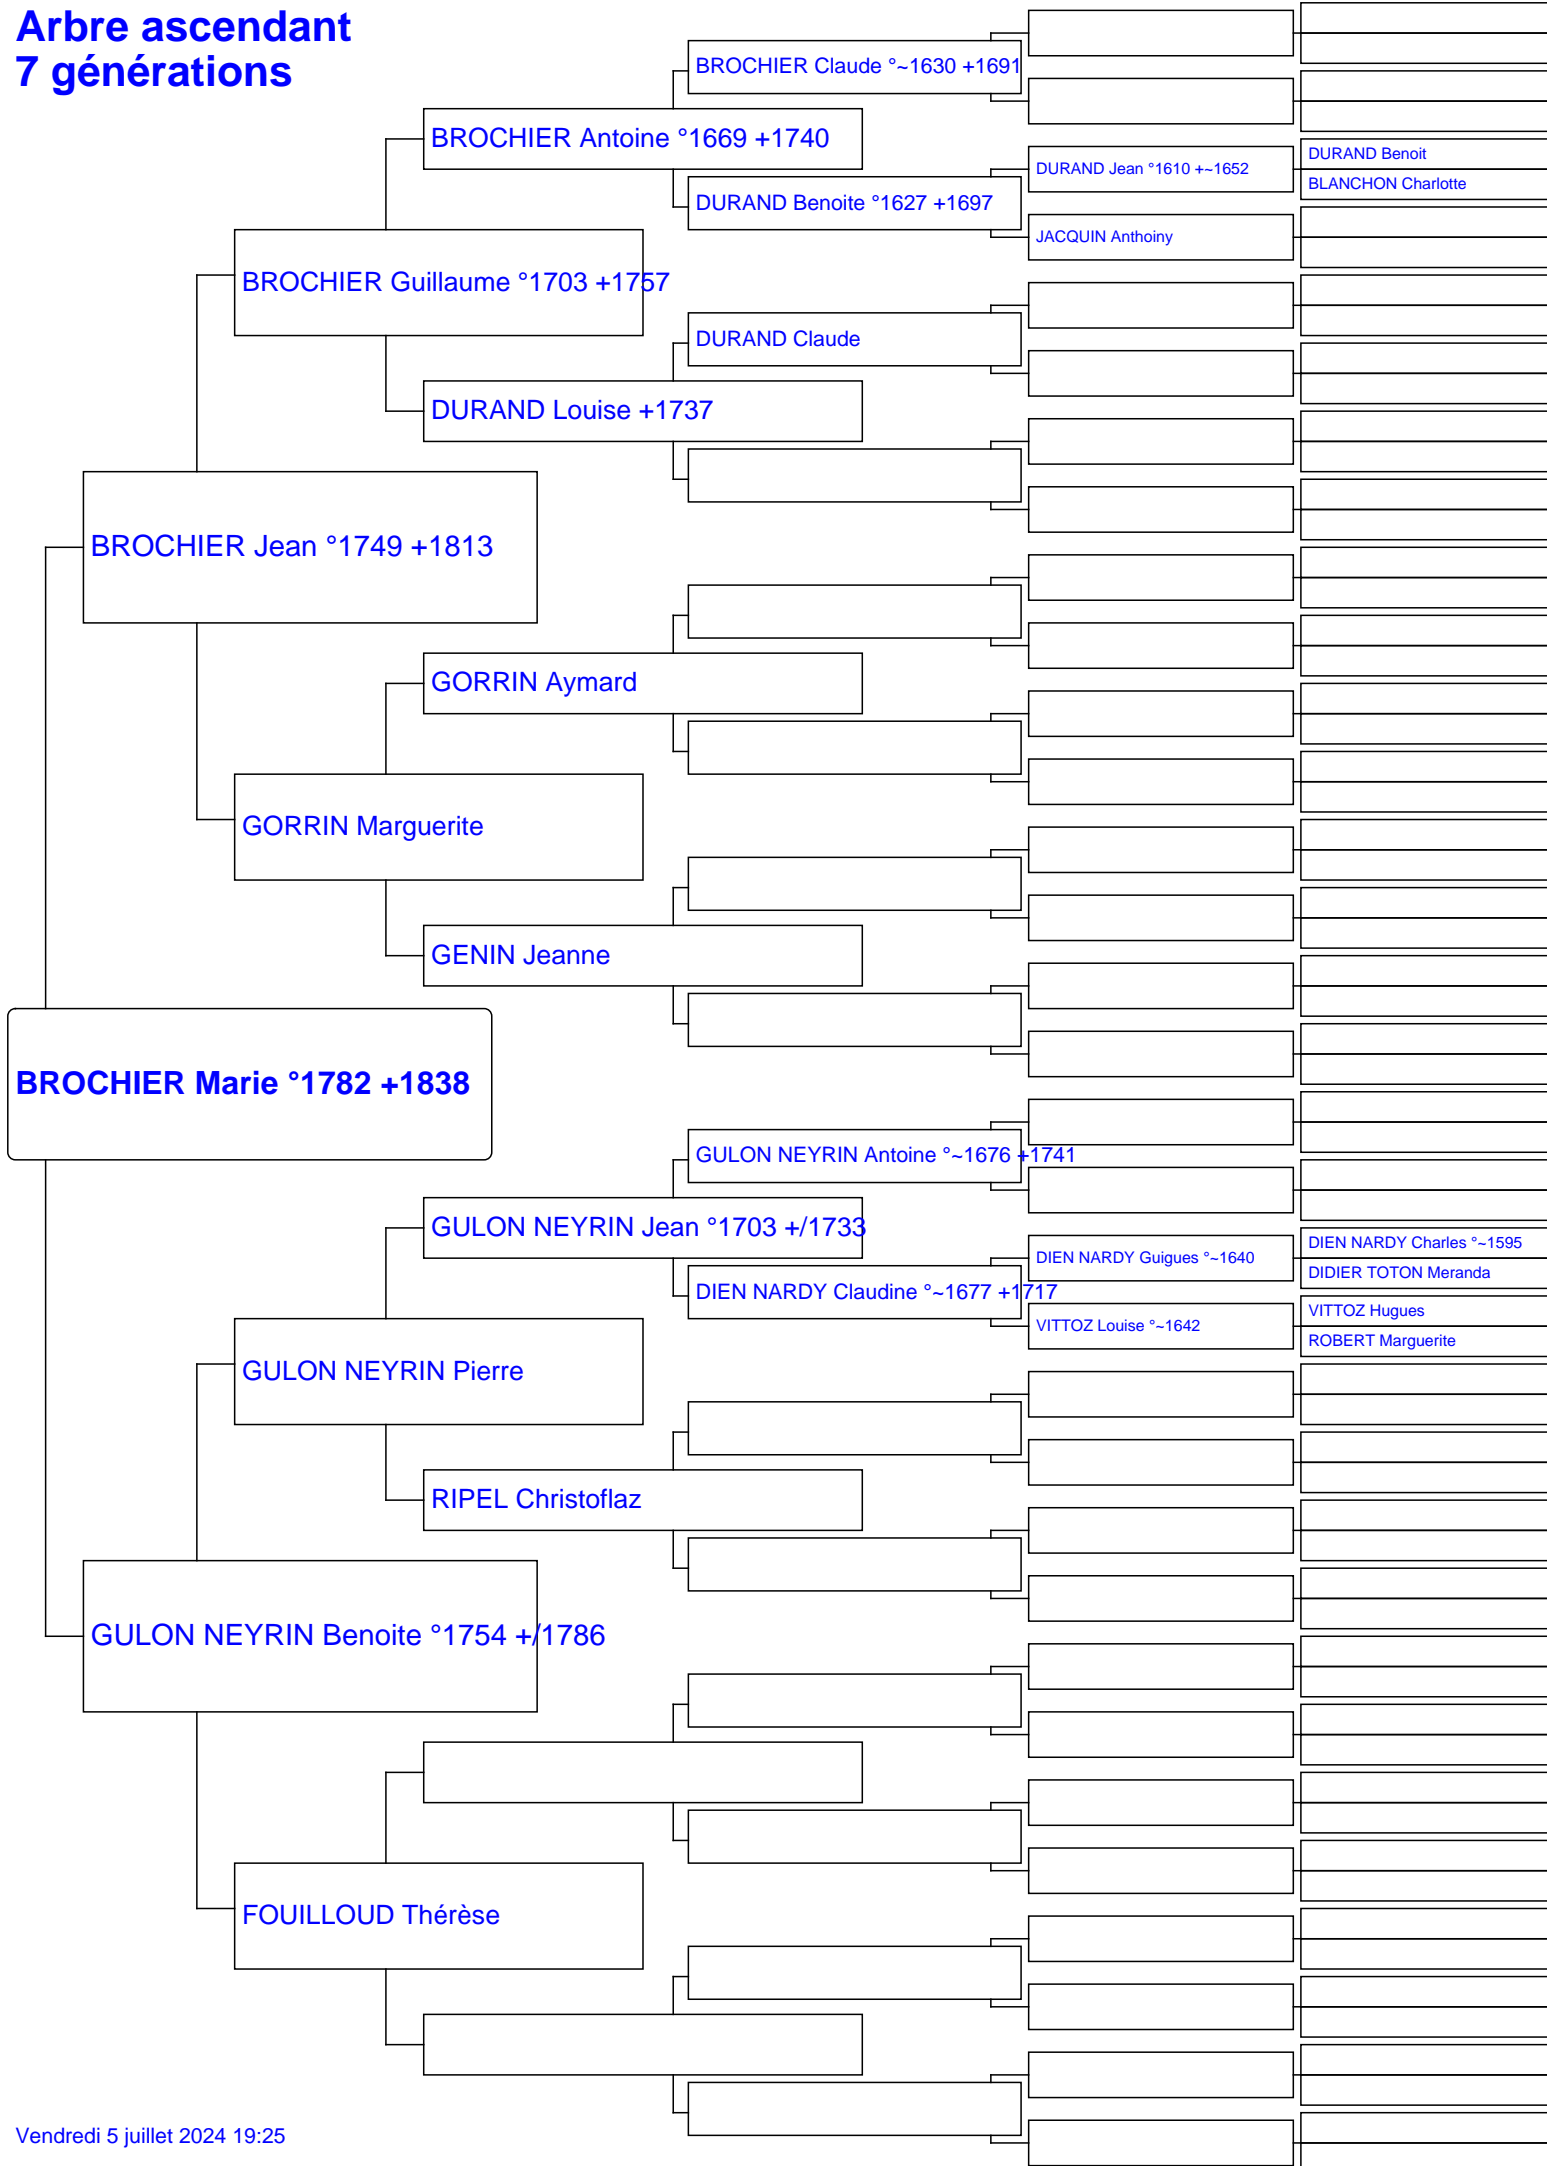 Arbre ascendant
7 générations
BROCHIER Claude °~1630 +1691
BROCHIER Antoine °1669 +1740
DURAND Jean °1610 +~1652
DURAND Benoit
BLANCHON Charlotte
DURAND Benoite °1627 +1697
JACQUIN Anthoiny
BROCHIER Guillaume °1703 +1757
DURAND Claude
DURAND Louise +1737
BROCHIER Jean °1749 +1813
GORRIN Aymard
GORRIN Marguerite
GENIN Jeanne
BROCHIER Marie °1782 +1838
GULON NEYRIN Antoine °~1676 +1741
GULON NEYRIN Jean °1703 +/1733
DIEN NARDY Guigues °~1640
DIEN NARDY Charles °~1595
DIDIER TOTON Meranda
DIEN NARDY Claudine °~1677 +1717
VITTOZ Louise °~1642
VITTOZ Hugues
ROBERT Marguerite
GULON NEYRIN Pierre
RIPEL Christoflaz
GULON NEYRIN Benoite °1754 +/1786
FOUILLOUD Thérèse
Vendredi 5 juillet 2024 19:25